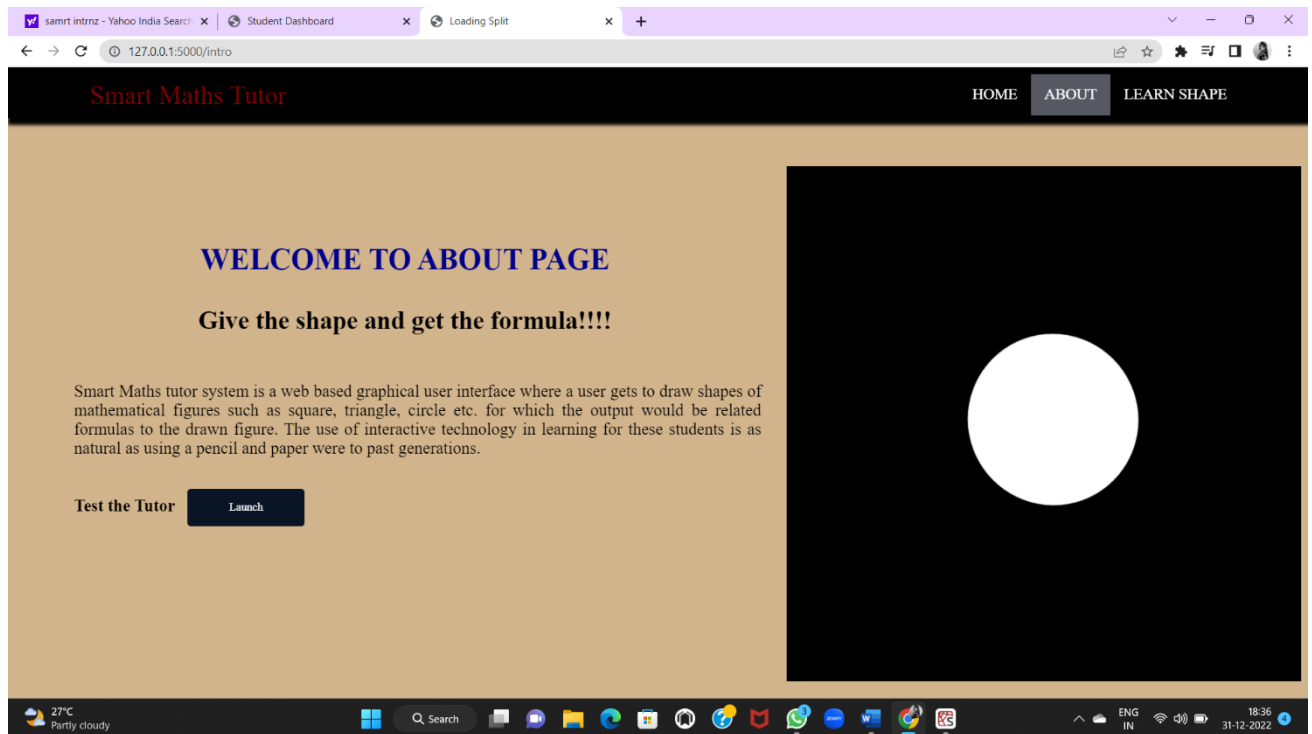 samrt intrnz - Yahoo India Search
Student Dashboard
Loading Split
127.0.0.1:5000/intro
Smart Maths Tutor
HOME
ABOUT
LEARN SHAPE
WELCOME TO ABOUT PAGE
Give the shape and get the formula!!!!
Smart Maths tutor system is a web based graphical user interface where a user gets to draw shapes of
mathematical figures such as square, triangle, circle etc. for which the output would be related
formulas to the drawn figure. The use of interactive technology in learning for these students is as
natural as using a pencil and paper were to past generations.
Test the Tutor
Launch
27°C
Partly cloudy
Search
3
zoom
W
ENG
IN
18:36
31-12-2022
4